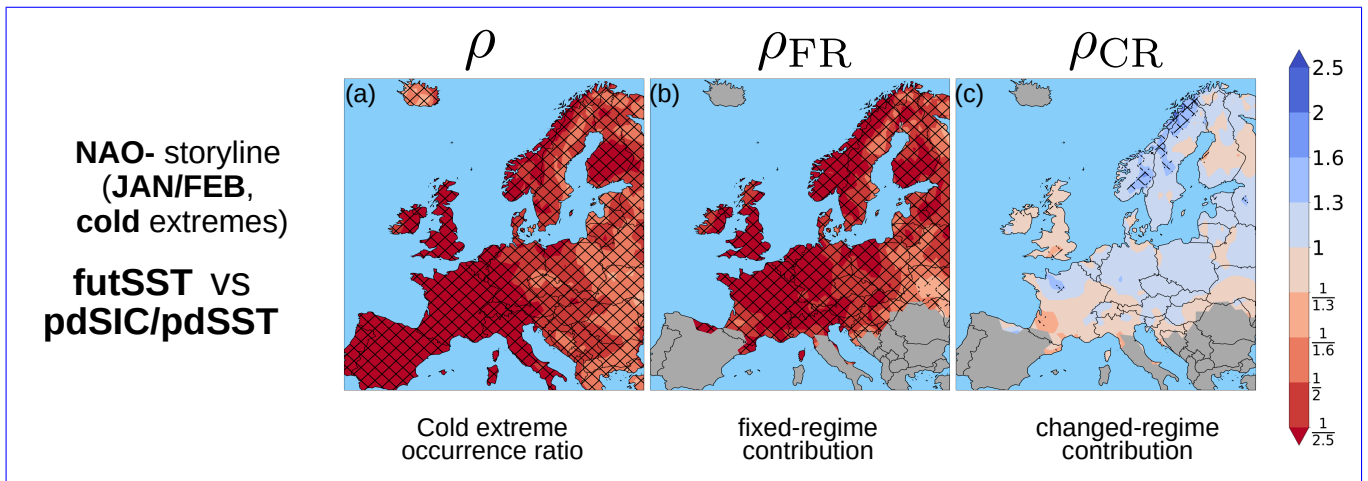 ρ
ρFR
ρCR
NAO- storyline
(JAN/FEB,
cold extremes)
futSST vs
pdSIC/pdSST
(a)
(b)
(c)
2.5
2
1.6
1.3
1
1/1.3
1/1.6
1/2
1/2.5
Cold extreme
occurrence ratio
fixed-regime
contribution
changed-regime
contribution